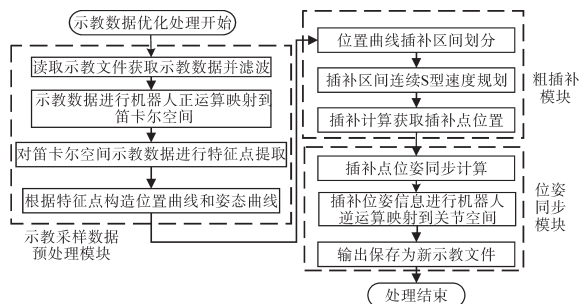 示教数据优化处理开始
读取示教文件获取示教数据并滤波
示教数据进行机器人正运算映射到
笛卡尔空间
对笛卡尔空间示教数据进行特征点提取
根据特征点构造位置曲线和姿态曲线
示教采样数据
预处理模块
位置曲线插补区间划分
插补区间连续S型速度规划
插补计算获取插补点位置
粗插补
模块
插补点位姿同步计算
插补位姿信息进行机器人
逆运算映射到关节空间
输出保存为新示教文件
位姿
同步
模块
处理结束